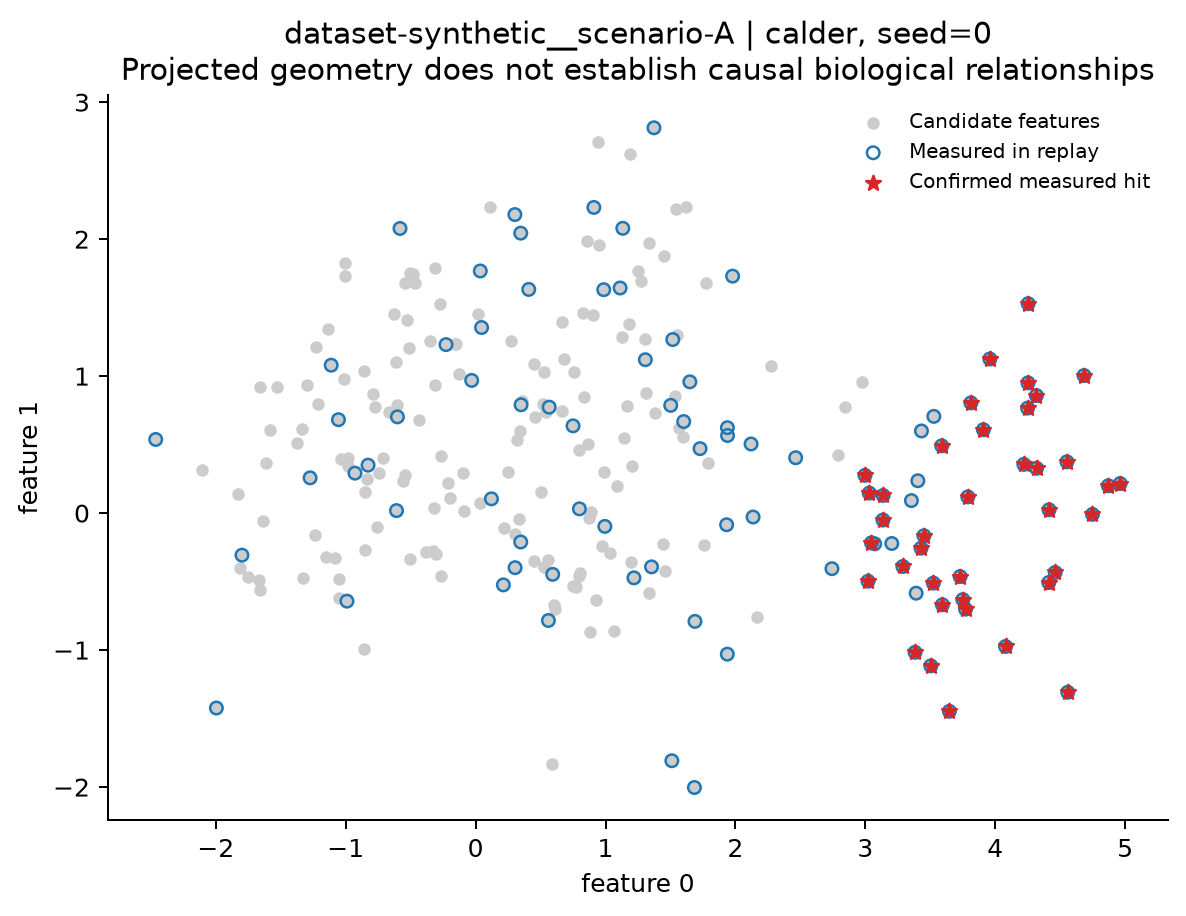 dataset-synthetic__scenario-A | calder, seed=0
Projected geometry does not establish causal biological relationships
Candidate features
Measured in replay
Confirmed measured hit
3
2
1
0
−1
−2
feature 1
−2
−1
0
1
2
3
4
5
feature 0